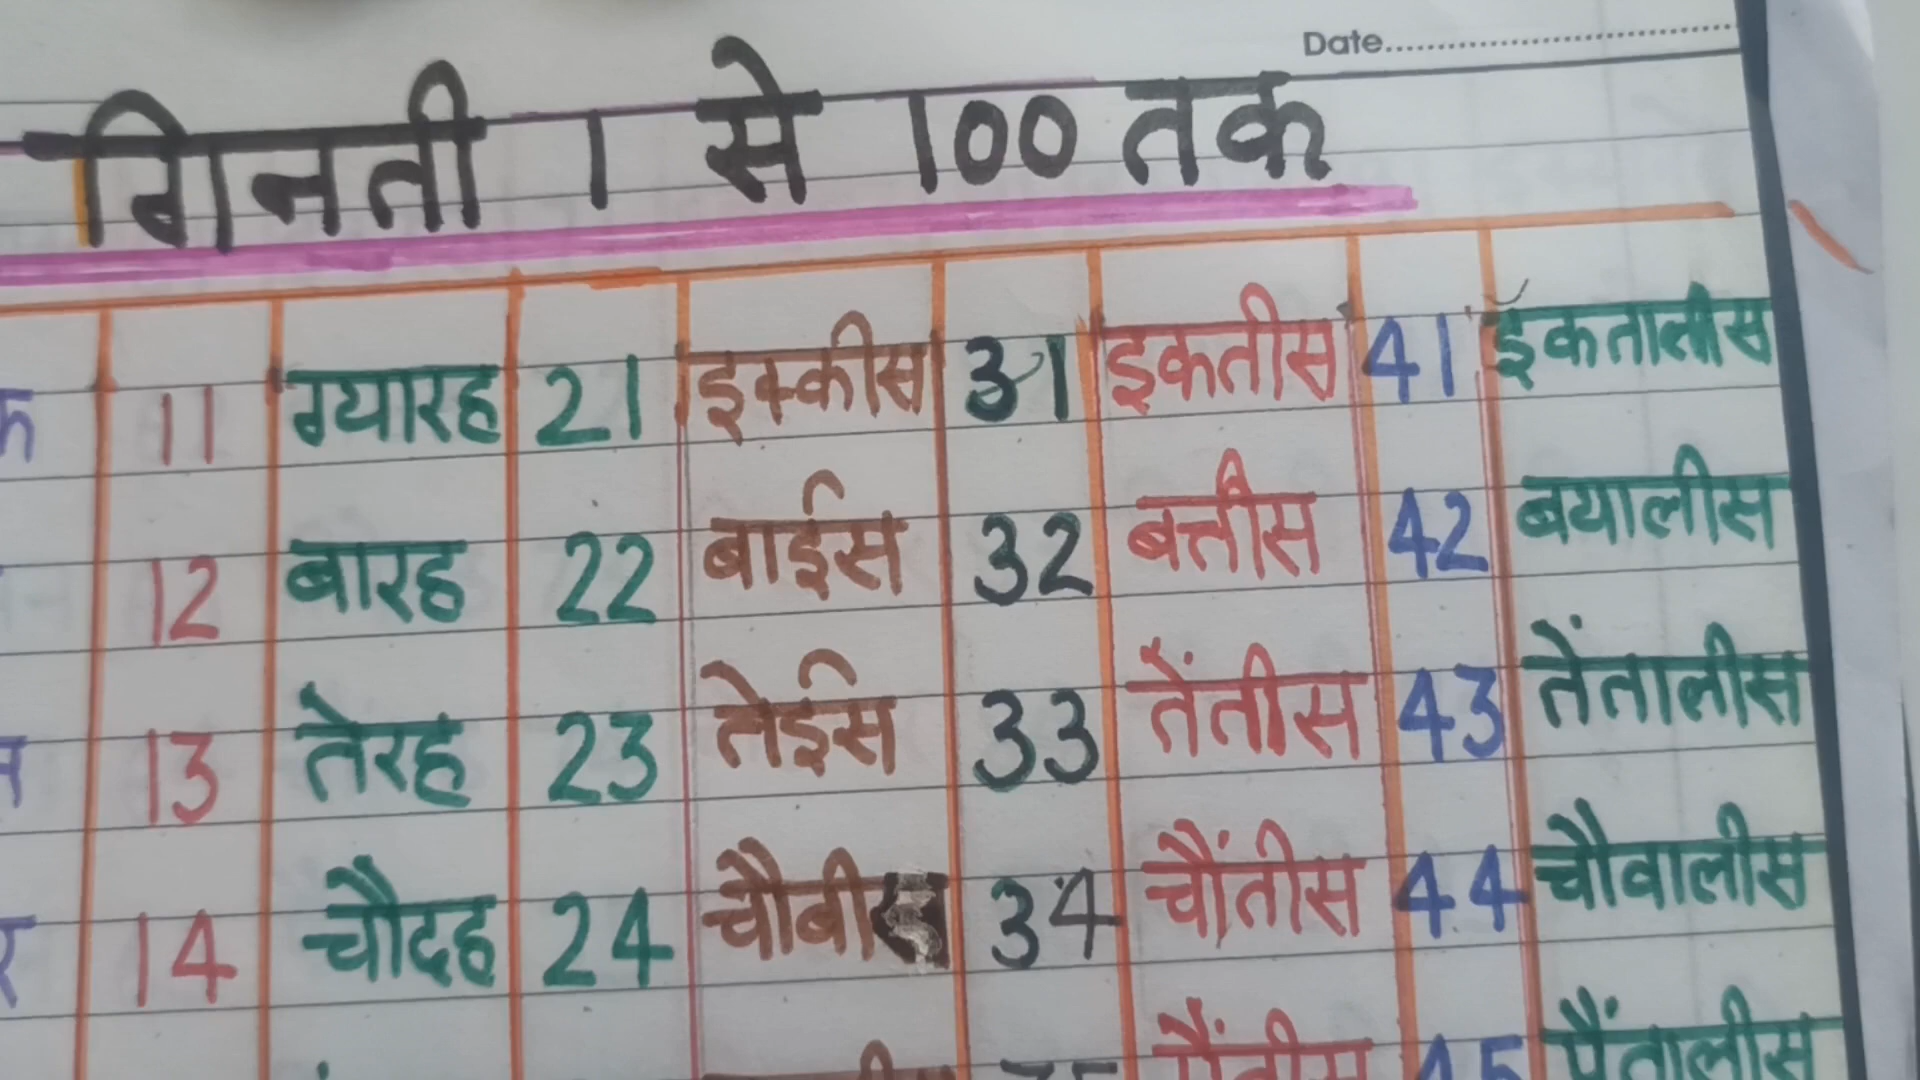 Date
गिनती 1 से 100 तक
11 ग्यारह 21 इक्कीस 31 इकतीस 41 इकतालीस
12 बारह 22 बाईस 32 बत्तीस 42 बयालीस
13 तेरह 23 तेईस 33 तेंतीस 43 तेंतालीस
14 चौदह 24 चौबीस 34 चौंतीस 44 चौवालीस
पैंतीस 45 पैंतालीस